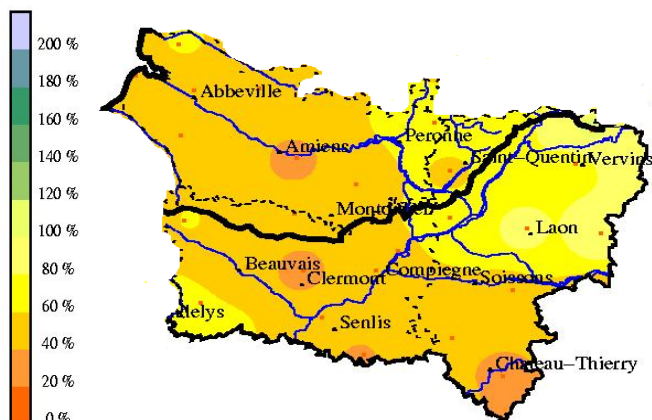 200 %
180 %
160 %
140 %
120 %
100 %
80 %
60 %
40 %
20 %
0 %
Abbeville
Amiens
Peronne
Saint-Quentin
Vervins
Laon
Beauvais
Clermont
Compiegne
Soissons
Senlis
Chateau-Thierry